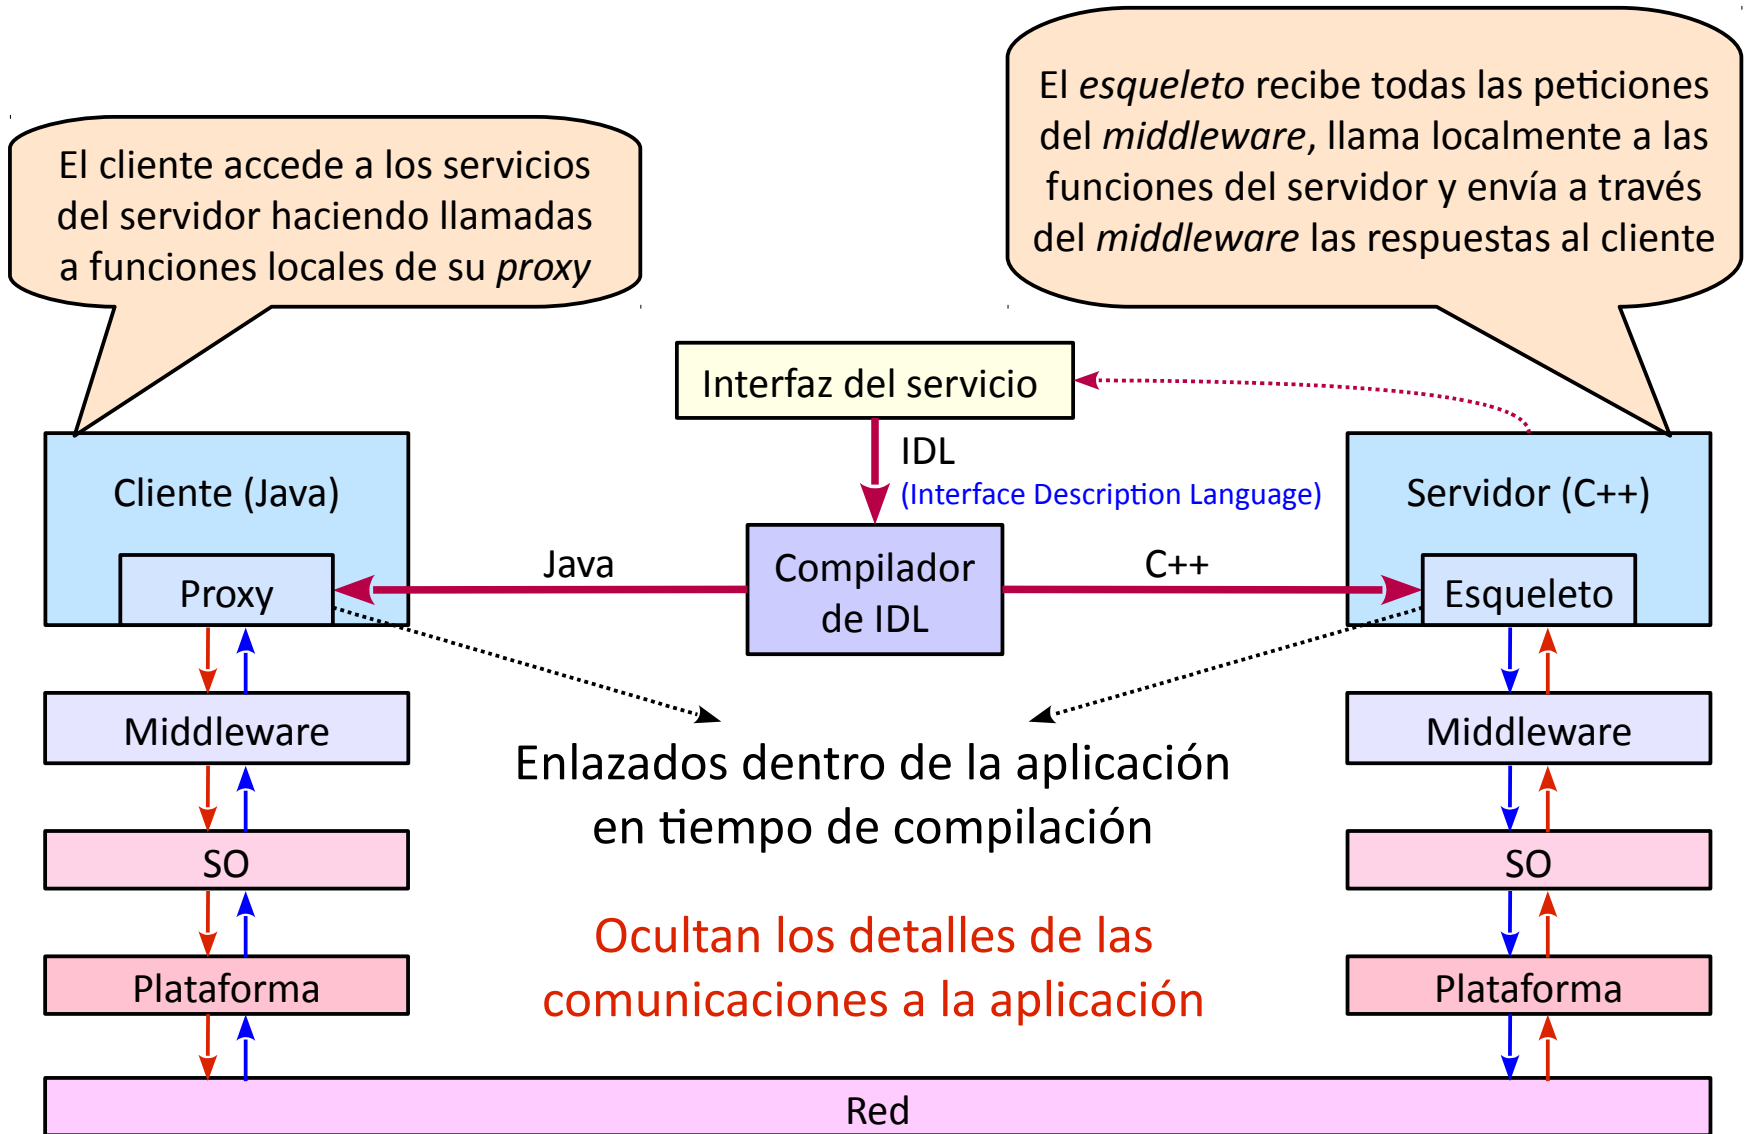 El esqueleto recibe todas las peticiones
del middleware, llama localmente a las
funciones del servidor y envía a través
del middleware las respuestas al cliente
El cliente accede a los servicios
del servidor haciendo llamadas
a funciones locales de su proxy
Interfaz del servicio
IDL
(Interface Description Language)
Cliente (Java)
Servidor (C++)
Java
Compilador
de IDL
C++
Proxy
Esqueleto
Middleware
Middleware
Enlazados dentro de la aplicación
en tiempo de compilación
SO
SO
Ocultan los detalles de las
comunicaciones a la aplicación
Plataforma
Plataforma
Red